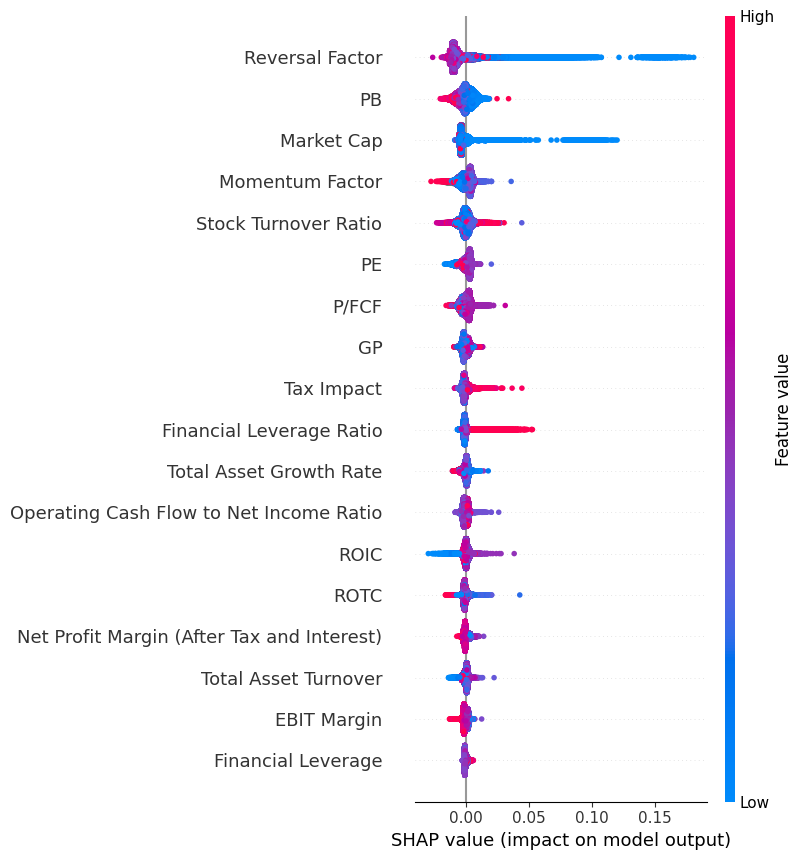 High
Reversal Factor
PB
Market Cap
Momentum Factor
Stock Turnover Ratio
PE
P/FCF
GP
Tax Impact
Financial Leverage Ratio
Total Asset Growth Rate
Operating Cash Flow to Net Income Ratio
ROIC
ROTC
Net Profit Margin (After Tax and Interest)
Total Asset Turnover
EBIT Margin
Financial Leverage
Feature value
Low
0.00 0.05 0.10 0.15
SHAP value (impact on model output)